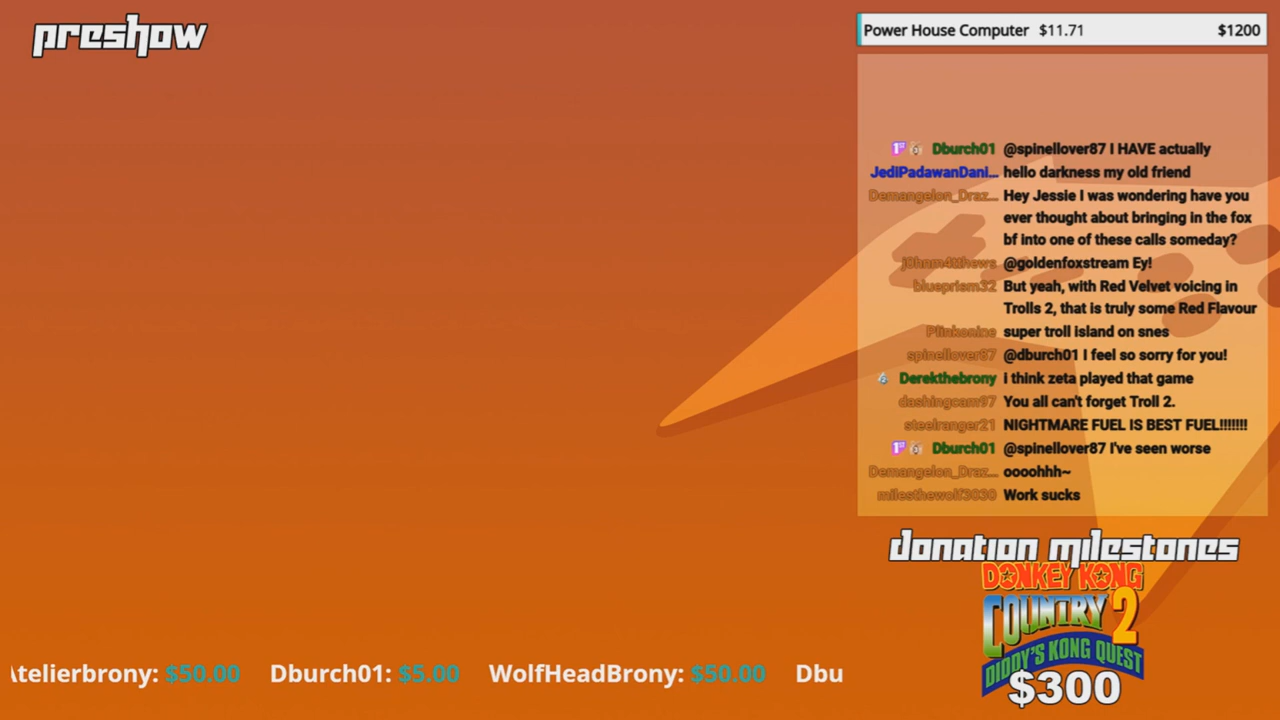 preshow
Power House Computer $11.71 $1200
Dburch01 @spinellover87 I HAVE actually
JediPadawanDani... hello darkness my old friend
Demangelon_Draz... Hey Jessie I was wondering have you
ever thought about bringing in the fox
bf into one of these calls someday?
j0hnm4tthews @goldenfoxstream Ey!
blueprism32 But yeah, with Red Velvet voicing in
Trolls 2, that is truly some Red Flavour
Plinkonine super troll island on snes
spinellover87 @dburch01 I feel so sorry for you!
Derekthebrony i think zeta played that game
dashingcam97 You all can't forget Troll 2.
steelranger21 NIGHTMARE FUEL IS BEST FUEL!!!!!!!
Dburch01 @spinellover87 I've seen worse
Demangelon_Draz... oooohhh~
milesthewolf3030 Work sucks
donation milestones
DONKEY KONG
COUNTRY 2
DIDDY'S KONG QUEST
$300
Atelierbrony: $50.00 Dburch01: $5.00 WolfHeadBrony: $50.00 Dbu